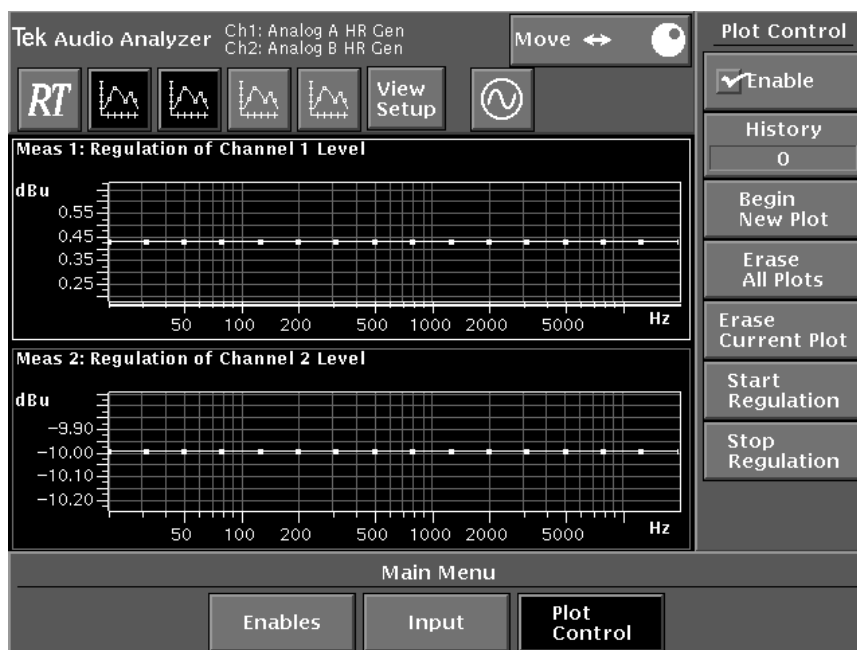 Tek Audio Analyzer
Ch1: Analog A HR Gen
Ch2: Analog B HR Gen
Move
Plot Control
RT
View
Setup
Enable
History
0
Begin
New Plot
Erase
All Plots
Erase
Current Plot
Start
Regulation
Stop
Regulation
Meas 1: Regulation of Channel 1 Level
dBu
0.55
0.45
0.35
0.25
50 100 200 500 1000 2000 5000 Hz
Meas 2: Regulation of Channel 2 Level
dBu
-9.90
-10.00
-10.10
-10.20
50 100 200 500 1000 2000 5000 Hz
Main Menu
Enables
Input
Plot
Control